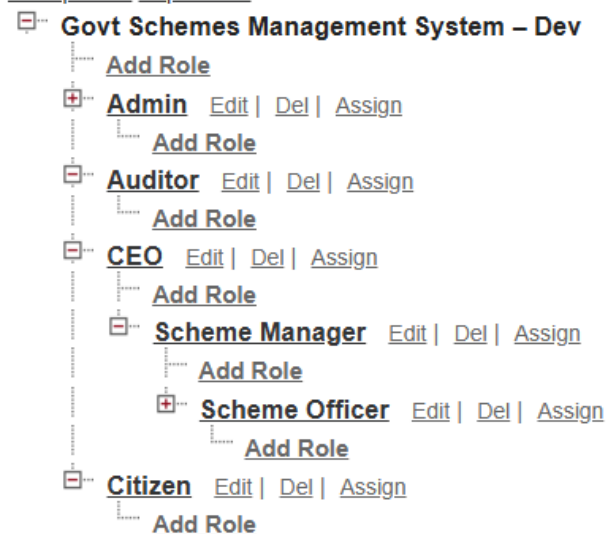 Govt Schemes Management System – Dev
Add Role
Admin Edit | Del | Assign
Add Role
Auditor Edit | Del | Assign
Add Role
CEO Edit | Del | Assign
Add Role
Scheme Manager Edit | Del | Assign
Add Role
Scheme Officer Edit | Del | Assign
Add Role
Citizen Edit | Del | Assign
Add Role